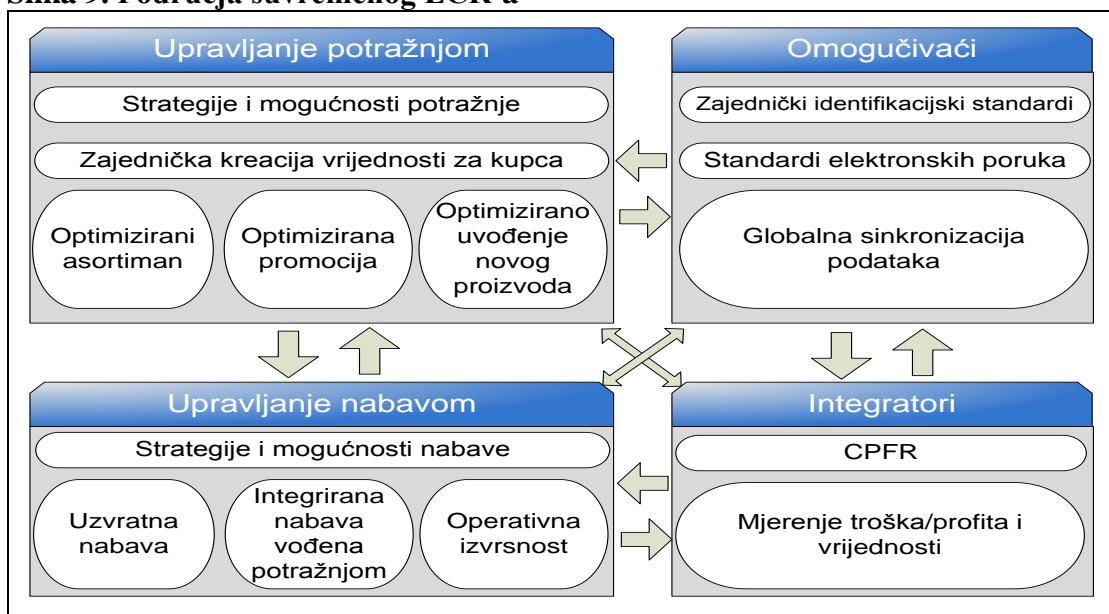 Slika 9. Područja suvremenog ECR-a
Upravljanje potražnjom
Strategije i mogućnosti potražnje
Zajednička kreacija vrijednosti za kupca
Optimizirani
asortiman
Optimizirana
promocija
Optimizirano
uvođenje
novog
proizvoda
Omogučivaći
Zajednički identifikacijski standardi
Standardi elektronskih poruka
Globalna sinkronizacija
podataka
Upravljanje nabavom
Strategije i mogućnosti nabave
Uzvratna
nabava
Integrirana
nabava
vođena
potražnjom
Operativna
izvrsnost
Integratori
CPFR
Mjerenje troška/profita i
vrijednosti